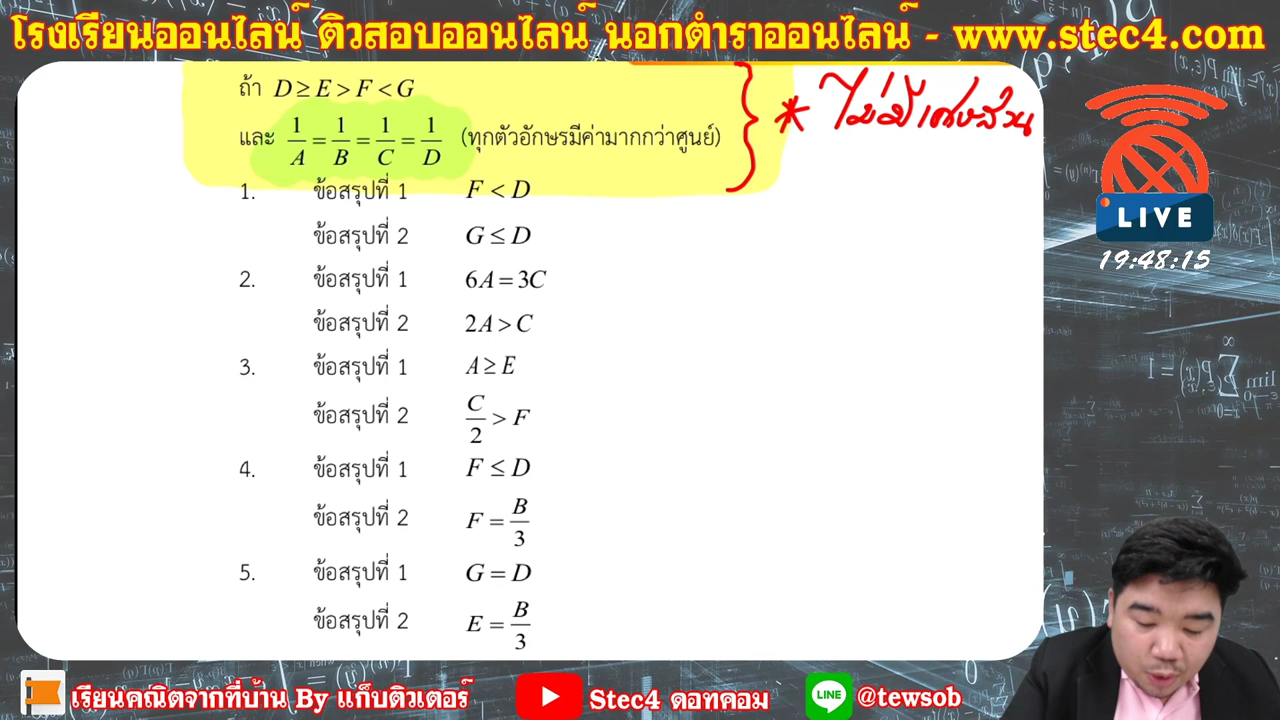 โรงเรียนออนไลน์ ติวสอบออนไลน์ นอกตำราออนไลน์ - www.stec4.com
ถ้า D ≥ E > F < G
และ 1/A = 1/B = 1/C = 1/D (ทุกตัวอักษรมีค่ามากกว่าศูนย์)
* ไม่มีเศษส่วน
LIVE
19:48:15
1. ข้อสรุปที่ 1 F < D
ข้อสรุปที่ 2 G ≤ D
2. ข้อสรุปที่ 1 6A = 3C
ข้อสรุปที่ 2 2A > C
3. ข้อสรุปที่ 1 A ≥ E
ข้อสรุปที่ 2 C/2 > F
4. ข้อสรุปที่ 1 F ≤ D
ข้อสรุปที่ 2 F = B/3
5. ข้อสรุปที่ 1 G = D
ข้อสรุปที่ 2 E = B/3
เรียนคณิตจากที่บ้าน By แก็บติวเตอร์
Stec4 ดอทคอม
LINE @tewsob